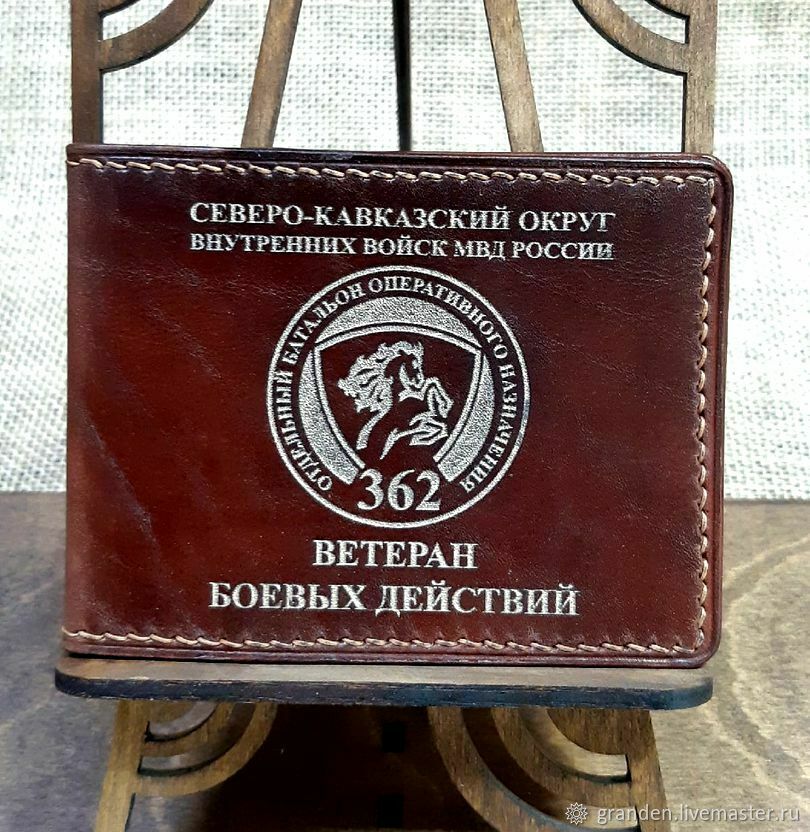 СЕВЕРО-КАВКАЗСКИЙ ОКРУГ
ВНУТРЕННИХ ВОЙСК МВД РОССИИ
ОТДЕЛЬНЫЙ БАТАЛЬОН ОПЕРАТИВНОГО НАЗНАЧЕНИЯ
362
ВЕТЕРАН
БОЕВЫХ ДЕЙСТВИЙ
granden.livemaster.ru